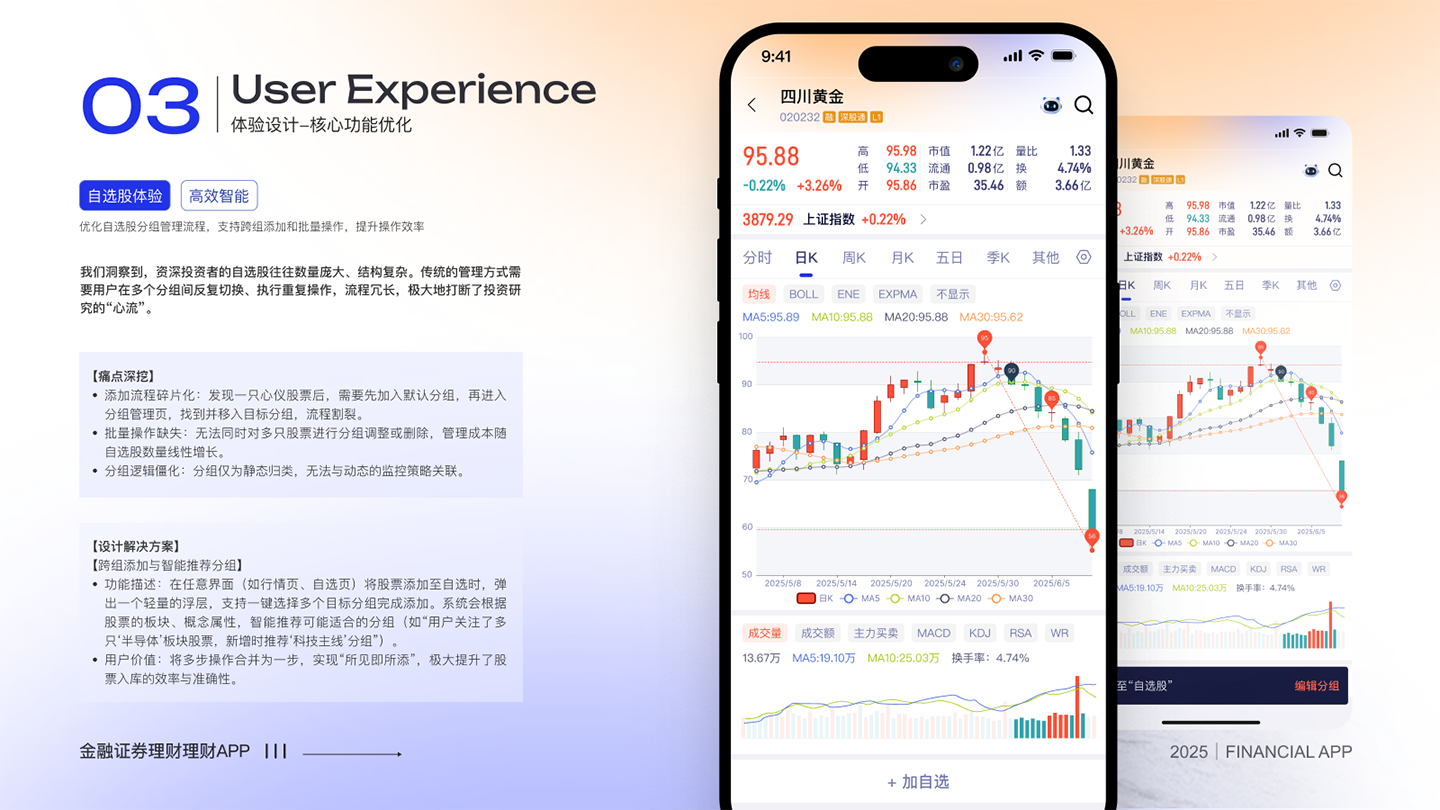 03
User Experience
体验设计-核心功能优化
自选股体验
高效智能
优化自选股分组管理流程，支持跨组添加和批量操作，提升操作效率
我们洞察到，资深投资者的自选股往往数量庞大、结构复杂。传统的管理方式需
要用户在多个分组间反复切换、执行重复操作，流程冗长，极大地打断了投资研
究的“心流”。
【痛点深挖】
• 添加流程碎片化：发现一只心仪股票后，需要先加入默认分组，再进入
分组管理页，找到并移入目标分组，流程割裂。
• 批量操作缺失：无法同时对多只股票进行分组调整或删除，管理成本随
自选股数量线性增长。
• 分组逻辑僵化：分组仅为静态归类，无法与动态的监控策略关联。
【设计解决方案】
【跨组添加与智能推荐分组】
• 功能描述：在任意界面（如行情页、自选页）将股票添加至自选时，弹
出一个轻量的浮层，支持一键选择多个目标分组完成添加。系统会根据
股票的板块、概念属性，智能推荐可能适合的分组（如“用户关注了多
只‘半导体’板块股票，新增时推荐‘科技主线’分组”）。
• 用户价值：将多步操作合并为一步，实现“所见即所添”，极大提升了股
票入库的效率与准确性。
金融证券理财理财APP
9:41
四川黄金
020232 融 深股通 L1
95.88
-0.22% +3.26%
高 95.98 市值 1.22亿 量比 1.33
低 94.33 流通 0.98亿 换 4.74%
开 95.86 市盈 35.46 额 3.66亿
3879.29 上证指数 +0.22%
分时 日K 周K 月K 五日 季K 其他
均线 BOLL ENE EXPMA 不显示
MA5:95.89 MA10:95.88 MA20:95.88 MA30:95.62
100
95
90
90
85
80
70
60
56
50
2025/5/8 2025/5/14 2025/5/20 2025/5/24 2025/5/30 2025/6/5
日K MA5 MA10 MA20 MA30
成交量 成交额 主力买卖 MACD KDJ RSA WR
13.67万 MA5:19.10万 MA10:25.03万 换手率：4.74%
+ 加自选
川黄金
0232 融 深股通 L1
+3.26%
高 95.98 市值 1.22亿 量比 1.33
低 94.33 流通 0.98亿 换 4.74%
开 95.86 市盈 35.46 额 3.66亿
上证指数 +0.22%
日K 周K 月K 五日 季K 其他
OLL ENE EXPMA 不显示
MA10:95.88 MA20:95.88 MA30:95.62
2025/5/14 2025/5/20 2025/5/24 2025/5/30 2025/6/5
日K MA5 MA10 MA20 MA30
成交额 主力买卖 MACD KDJ RSA WR
MA5:19.10万 MA10:25.03万 换手率：4.74%
至“自选股”
编辑分组
2025 | FINANCIAL APP